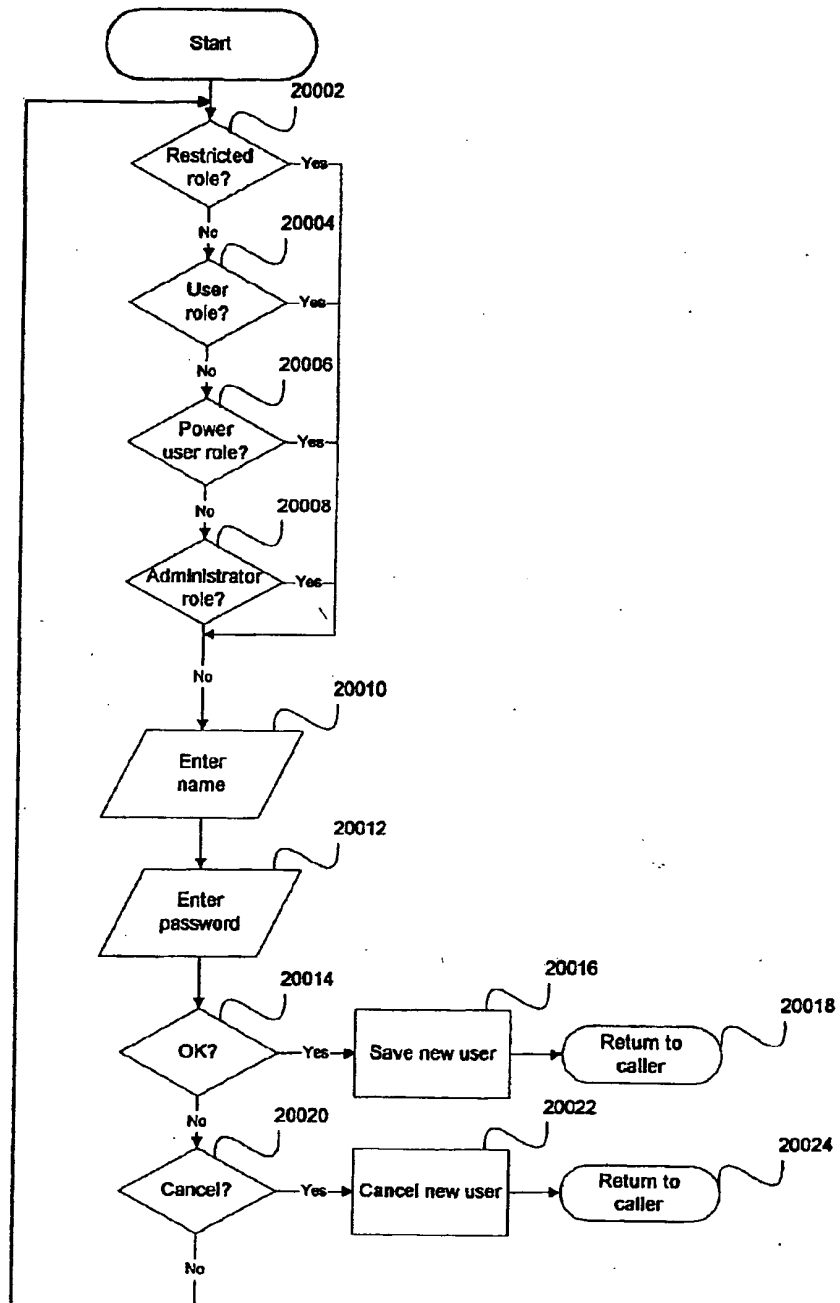 Start
20002
Restricted
role?
Yes
No
20004
User
role?
Yes
No
20006
Power
user role?
Yes
No
20008
Administrator
role?
Yes
No
20010
Enter
name
20012
Enter
password
20014
OK?
Yes
20016
Save new user
20018
Return to
caller
No
20020
Cancel?
Yes
20022
Cancel new user
20024
Return to
caller
No